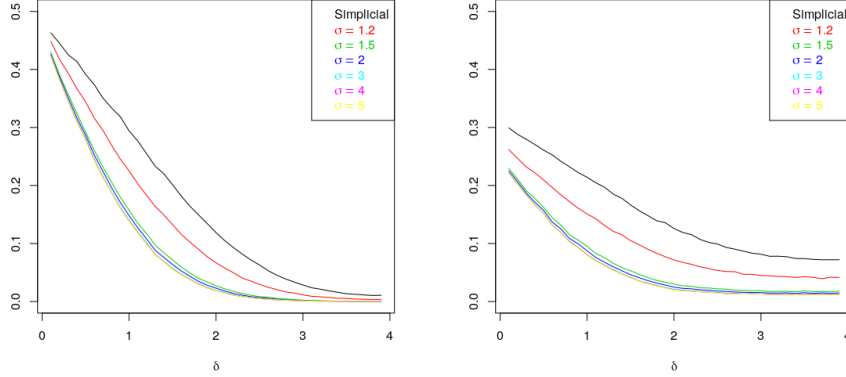 0.5
0.4
0.3
0.2
0.1
0.0
0 1 2 3 4
δ
Simplicial
σ = 1.2
σ = 1.5
σ = 2
σ = 3
σ = 4
σ = 5
0.5
0.4
0.3
0.2
0.1
0.0
0 1 2 3 4
δ
Simplicial
σ = 1.2
σ = 1.5
σ = 2
σ = 3
σ = 4
σ = 5